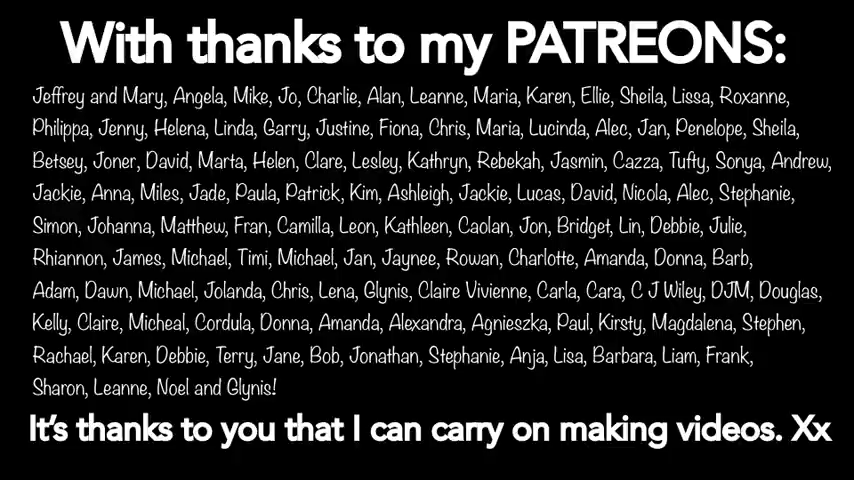 With thanks to my PATREONS:
Jeffrey and Mary, Angela, Mike, Jo, Charlie, Alan, Leanne, Maria, Karen, Ellie, Sheila, Lissa, Roxanne,
Philippa, Jenny, Helena, Linda, Garry, Justine, Fiona, Chris, Maria, Lucinda, Alec, Jan, Penelope, Sheila,
Betsey, Joner, David, Marta, Helen, Clare, Lesley, Kathryn, Rebekah, Jasmin, Cazza, Tufty, Sonya, Andrew,
Jackie, Anna, Miles, Jade, Paula, Patrick, Kim, Ashleigh, Jackie, Lucas, David, Nicola, Alec, Stephanie,
Simon, Johanna, Matthew, Fran, Camilla, Leon, Kathleen, Caolan, Jon, Bridget, Lin, Debbie, Julie,
Rhiannon, James, Michael, Timi, Michael, Jan, Jaynee, Rowan, Charlotte, Amanda, Donna, Barb,
Adam, Dawn, Michael, Jolanda, Chris, Lena, Glynis, Claire Vivienne, Carla, Cara, C J Wiley, DJM, Douglas,
Kelly, Claire, Micheal, Cordula, Donna, Amanda, Alexandra, Agnieszka, Paul, Kirsty, Magdalena, Stephen,
Rachael, Karen, Debbie, Terry, Jane, Bob, Jonathan, Stephanie, Anja, Lisa, Barbara, Liam, Frank,
Sharon, Leanne, Noel and Glynis!
It's thanks to you that I can carry on making videos. Xx